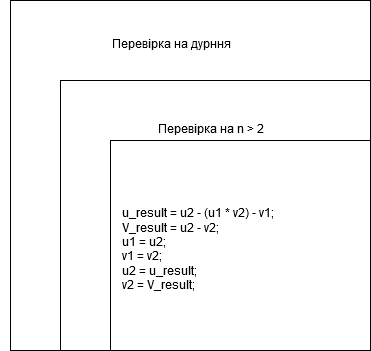 Перевірка на дурння
Перевірка на n > 2
u_result = u2 - (u1 * v2) - v1;
V_result = u2 - v2;
u1 = u2;
v1 = v2;
u2 = u_result;
v2 = V_result;